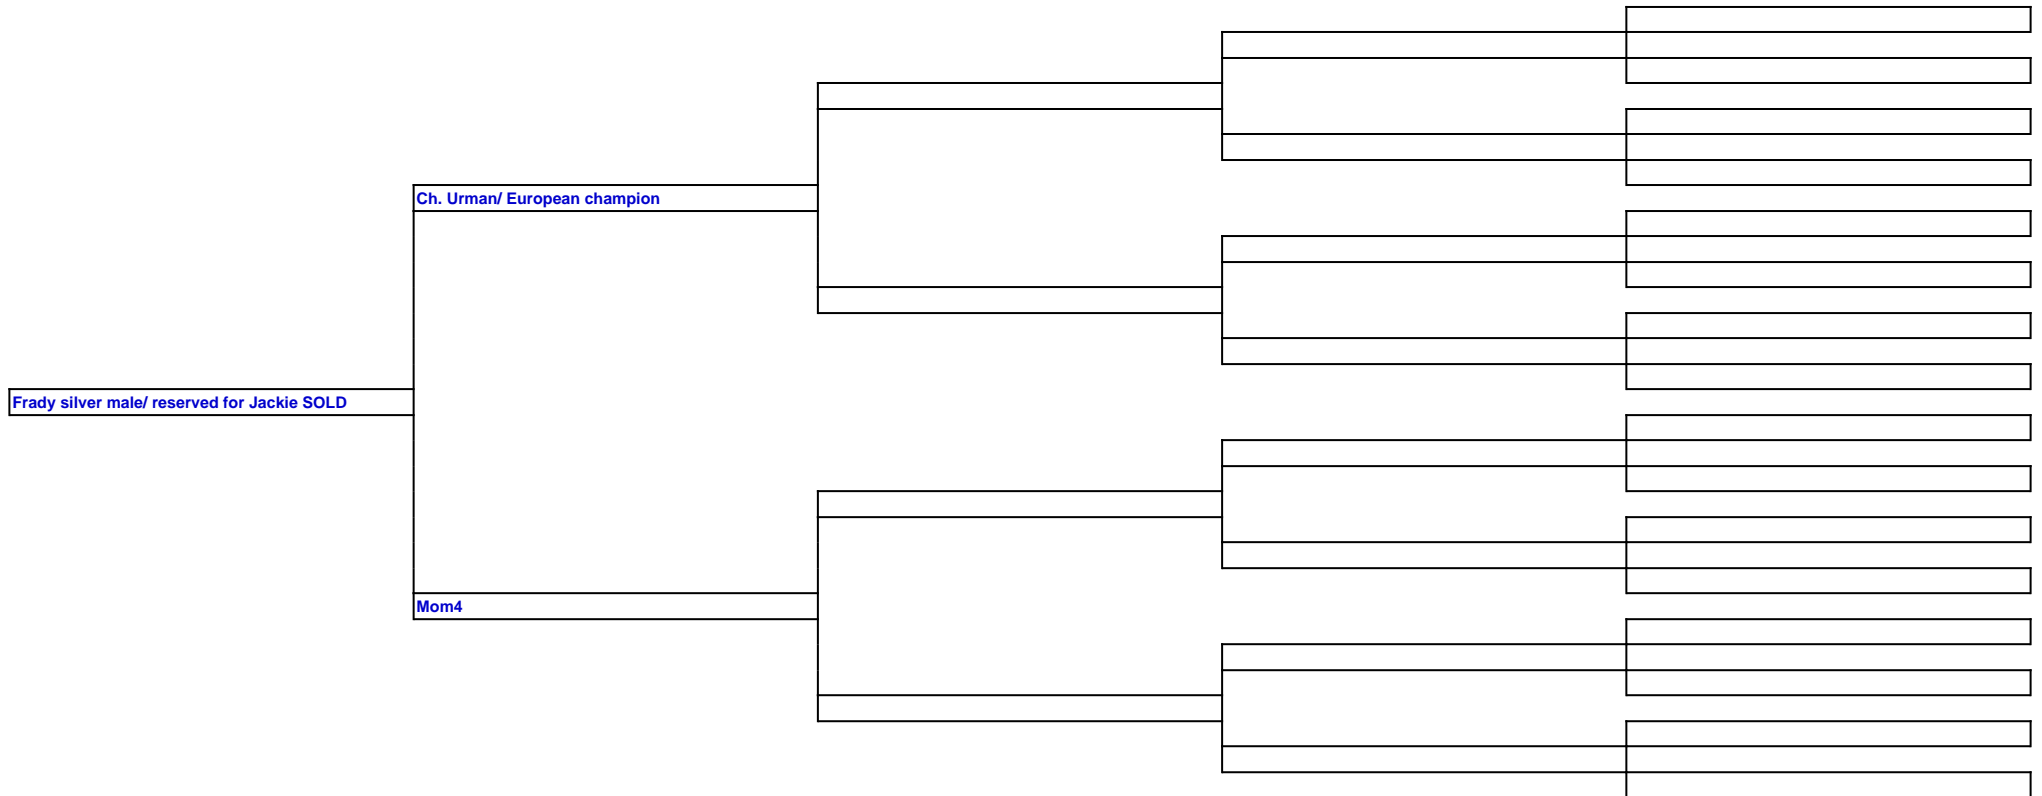 Ch. Urman/ European champion
Frady silver male/ reserved for Jackie SOLD
Mom4